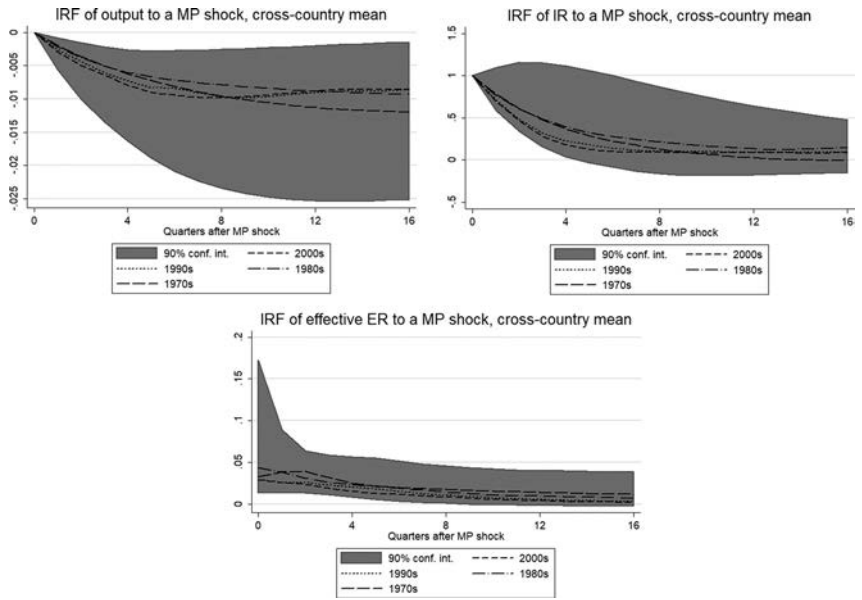 IRF of output to a MP shock, cross-country mean
0
-.005
-.01
-.015
-.02
-.025
0 4 8 12 16
Quarters after MP shock
90% conf. int. 2000s
1990s 1980s
1970s
IRF of IR to a MP shock, cross-country mean
1.5
1
.5
0
-.5
0 4 8 12 16
Quarters after MP shock
90% conf. int. 2000s
1990s 1980s
1970s
IRF of effective ER to a MP shock, cross-country mean
.2
.15
.1
.05
0
0 4 8 12 16
Quarters after MP shock
90% conf. int. 2000s
1990s 1980s
1970s